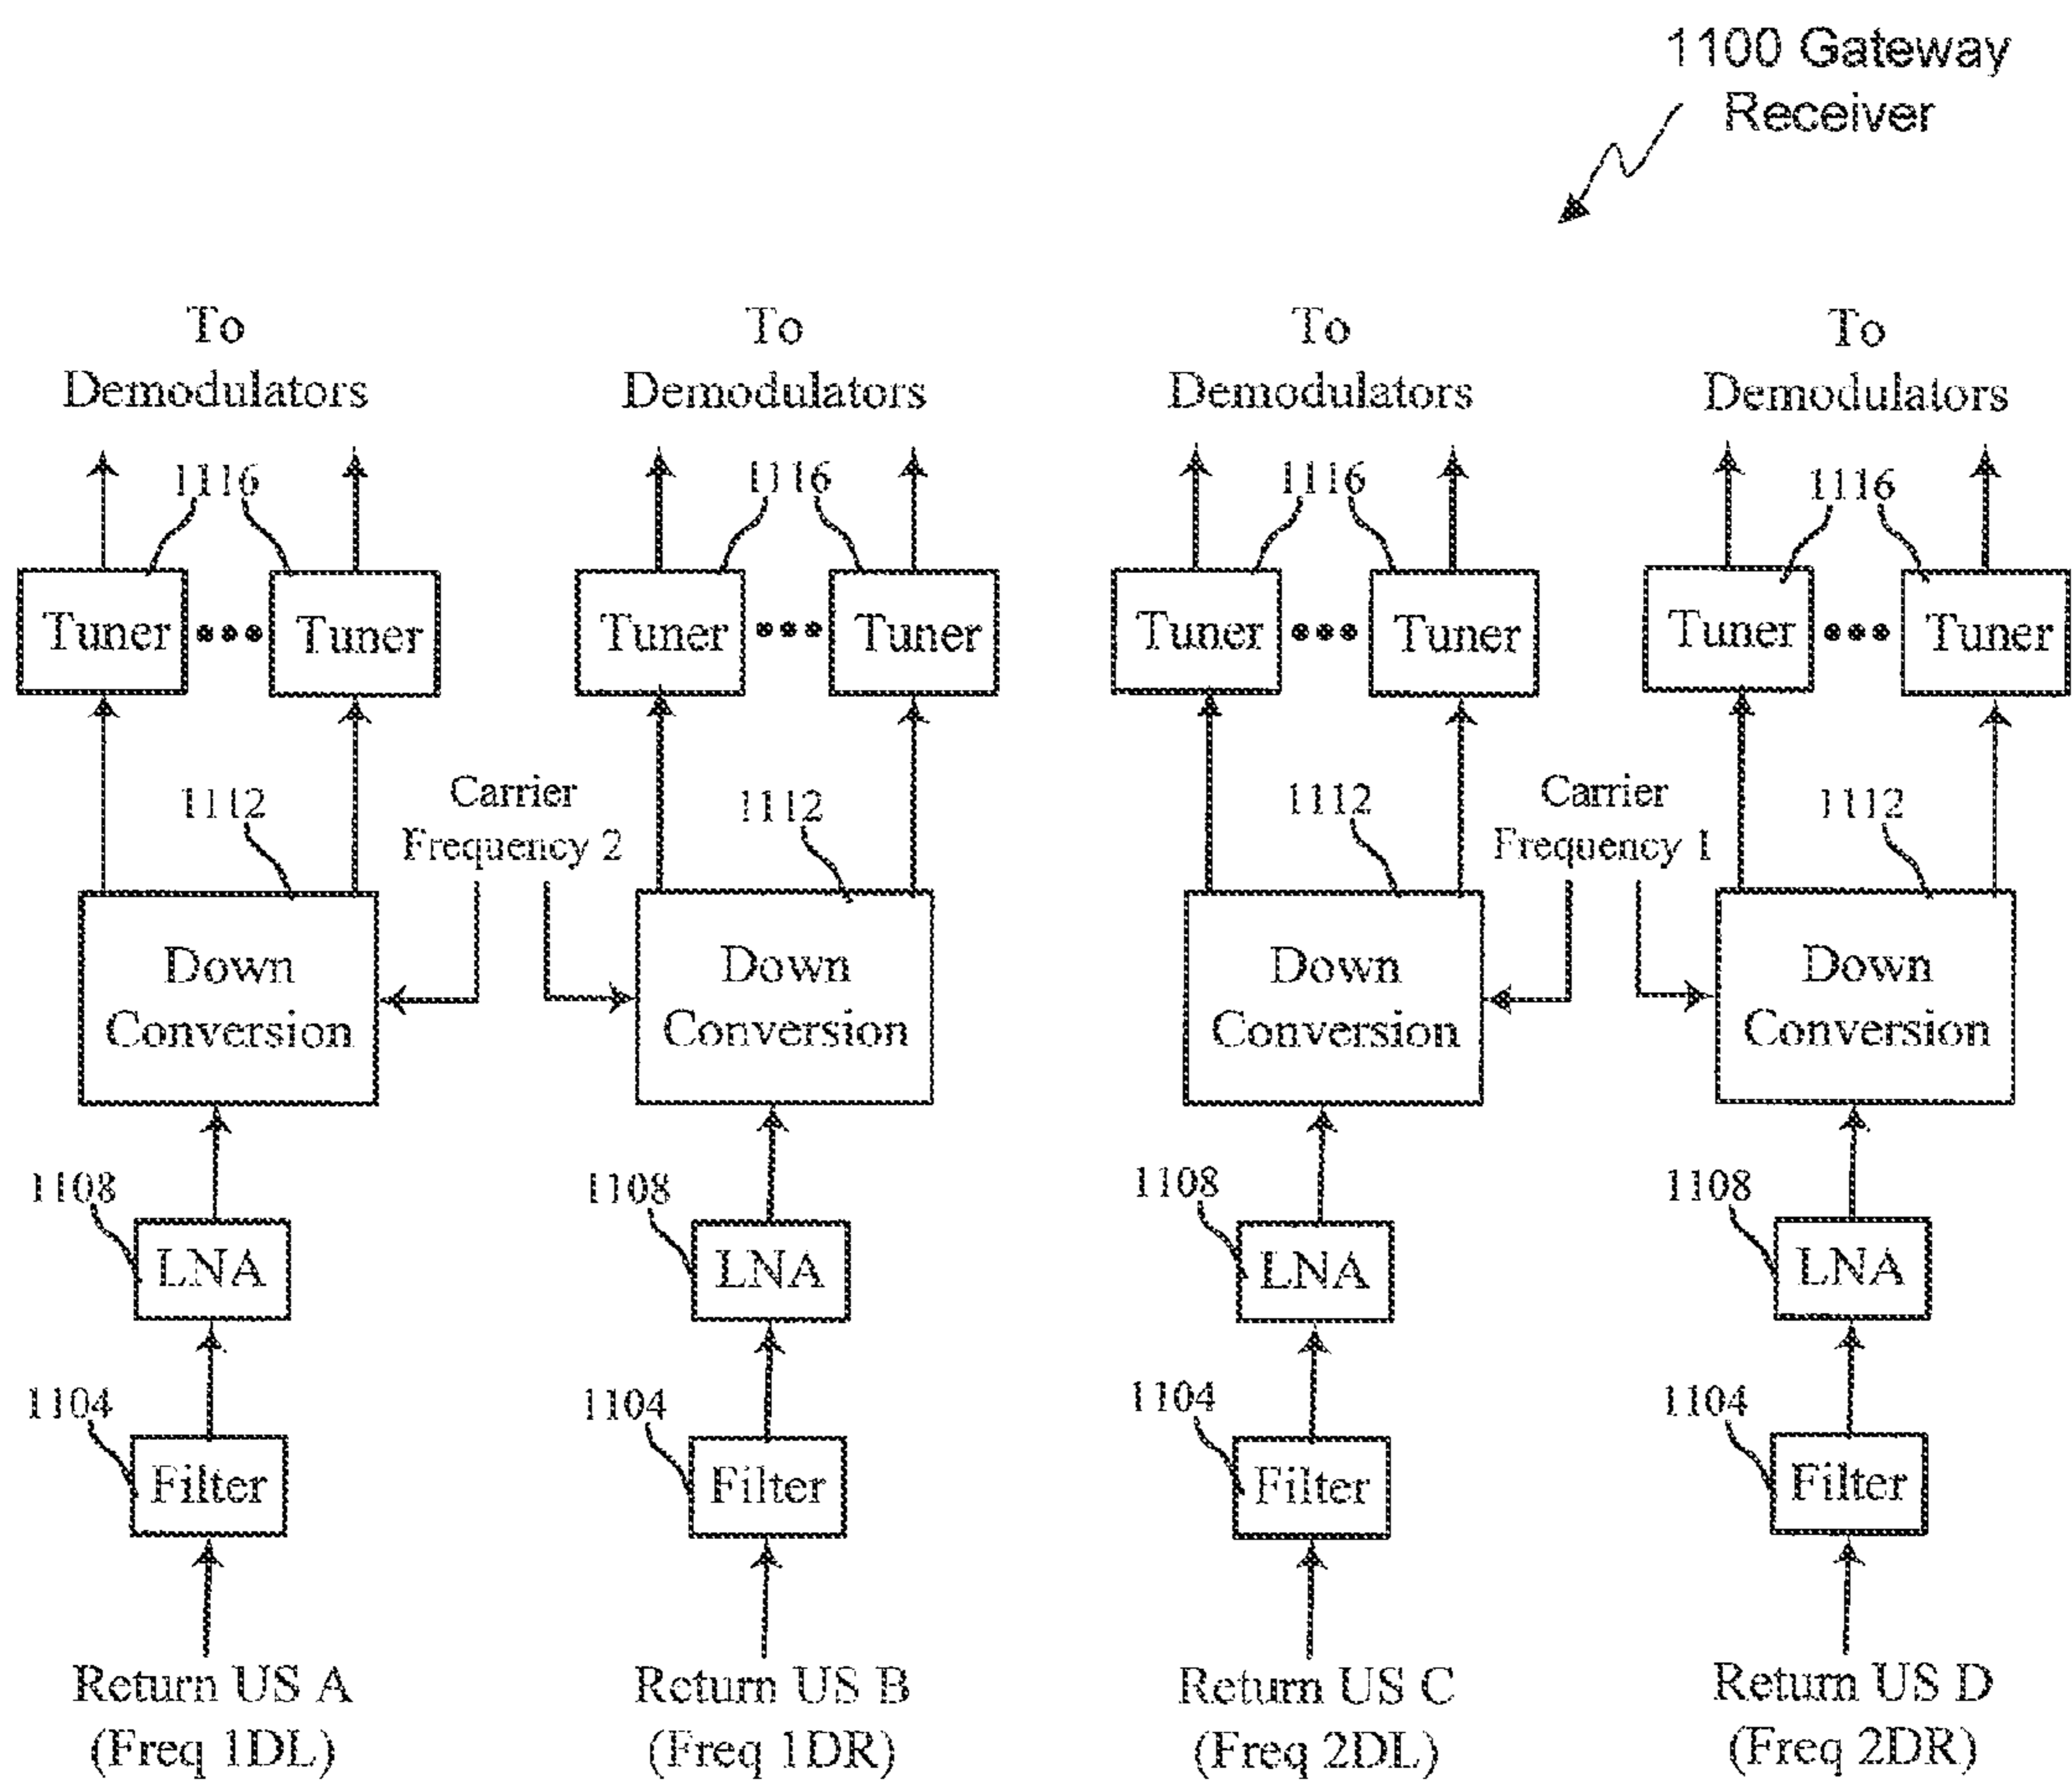 1100 Gateway
Receiver
To
Demodulators
To
Demodulators
To
Demodulators
To
Demodulators
1116
1116
1116
1116
Tuner
Tuner
Tuner
Tuner
Tuner
Tuner
Tuner
Tuner
1112
Carrier
Frequency 2
1112
1112
Carrier
Frequency 1
1112
Down
Conversion
Down
Conversion
Down
Conversion
Down
Conversion
1108
1108
1108
1108
LNA
LNA
LNA
LNA
1104
1104
1104
1104
Filter
Filter
Filter
Filter
Return US A
(Freq 1DL)
Return US B
(Freq 1DR)
Return US C
(Freq 2DL)
Return US D
(Freq 2DR)